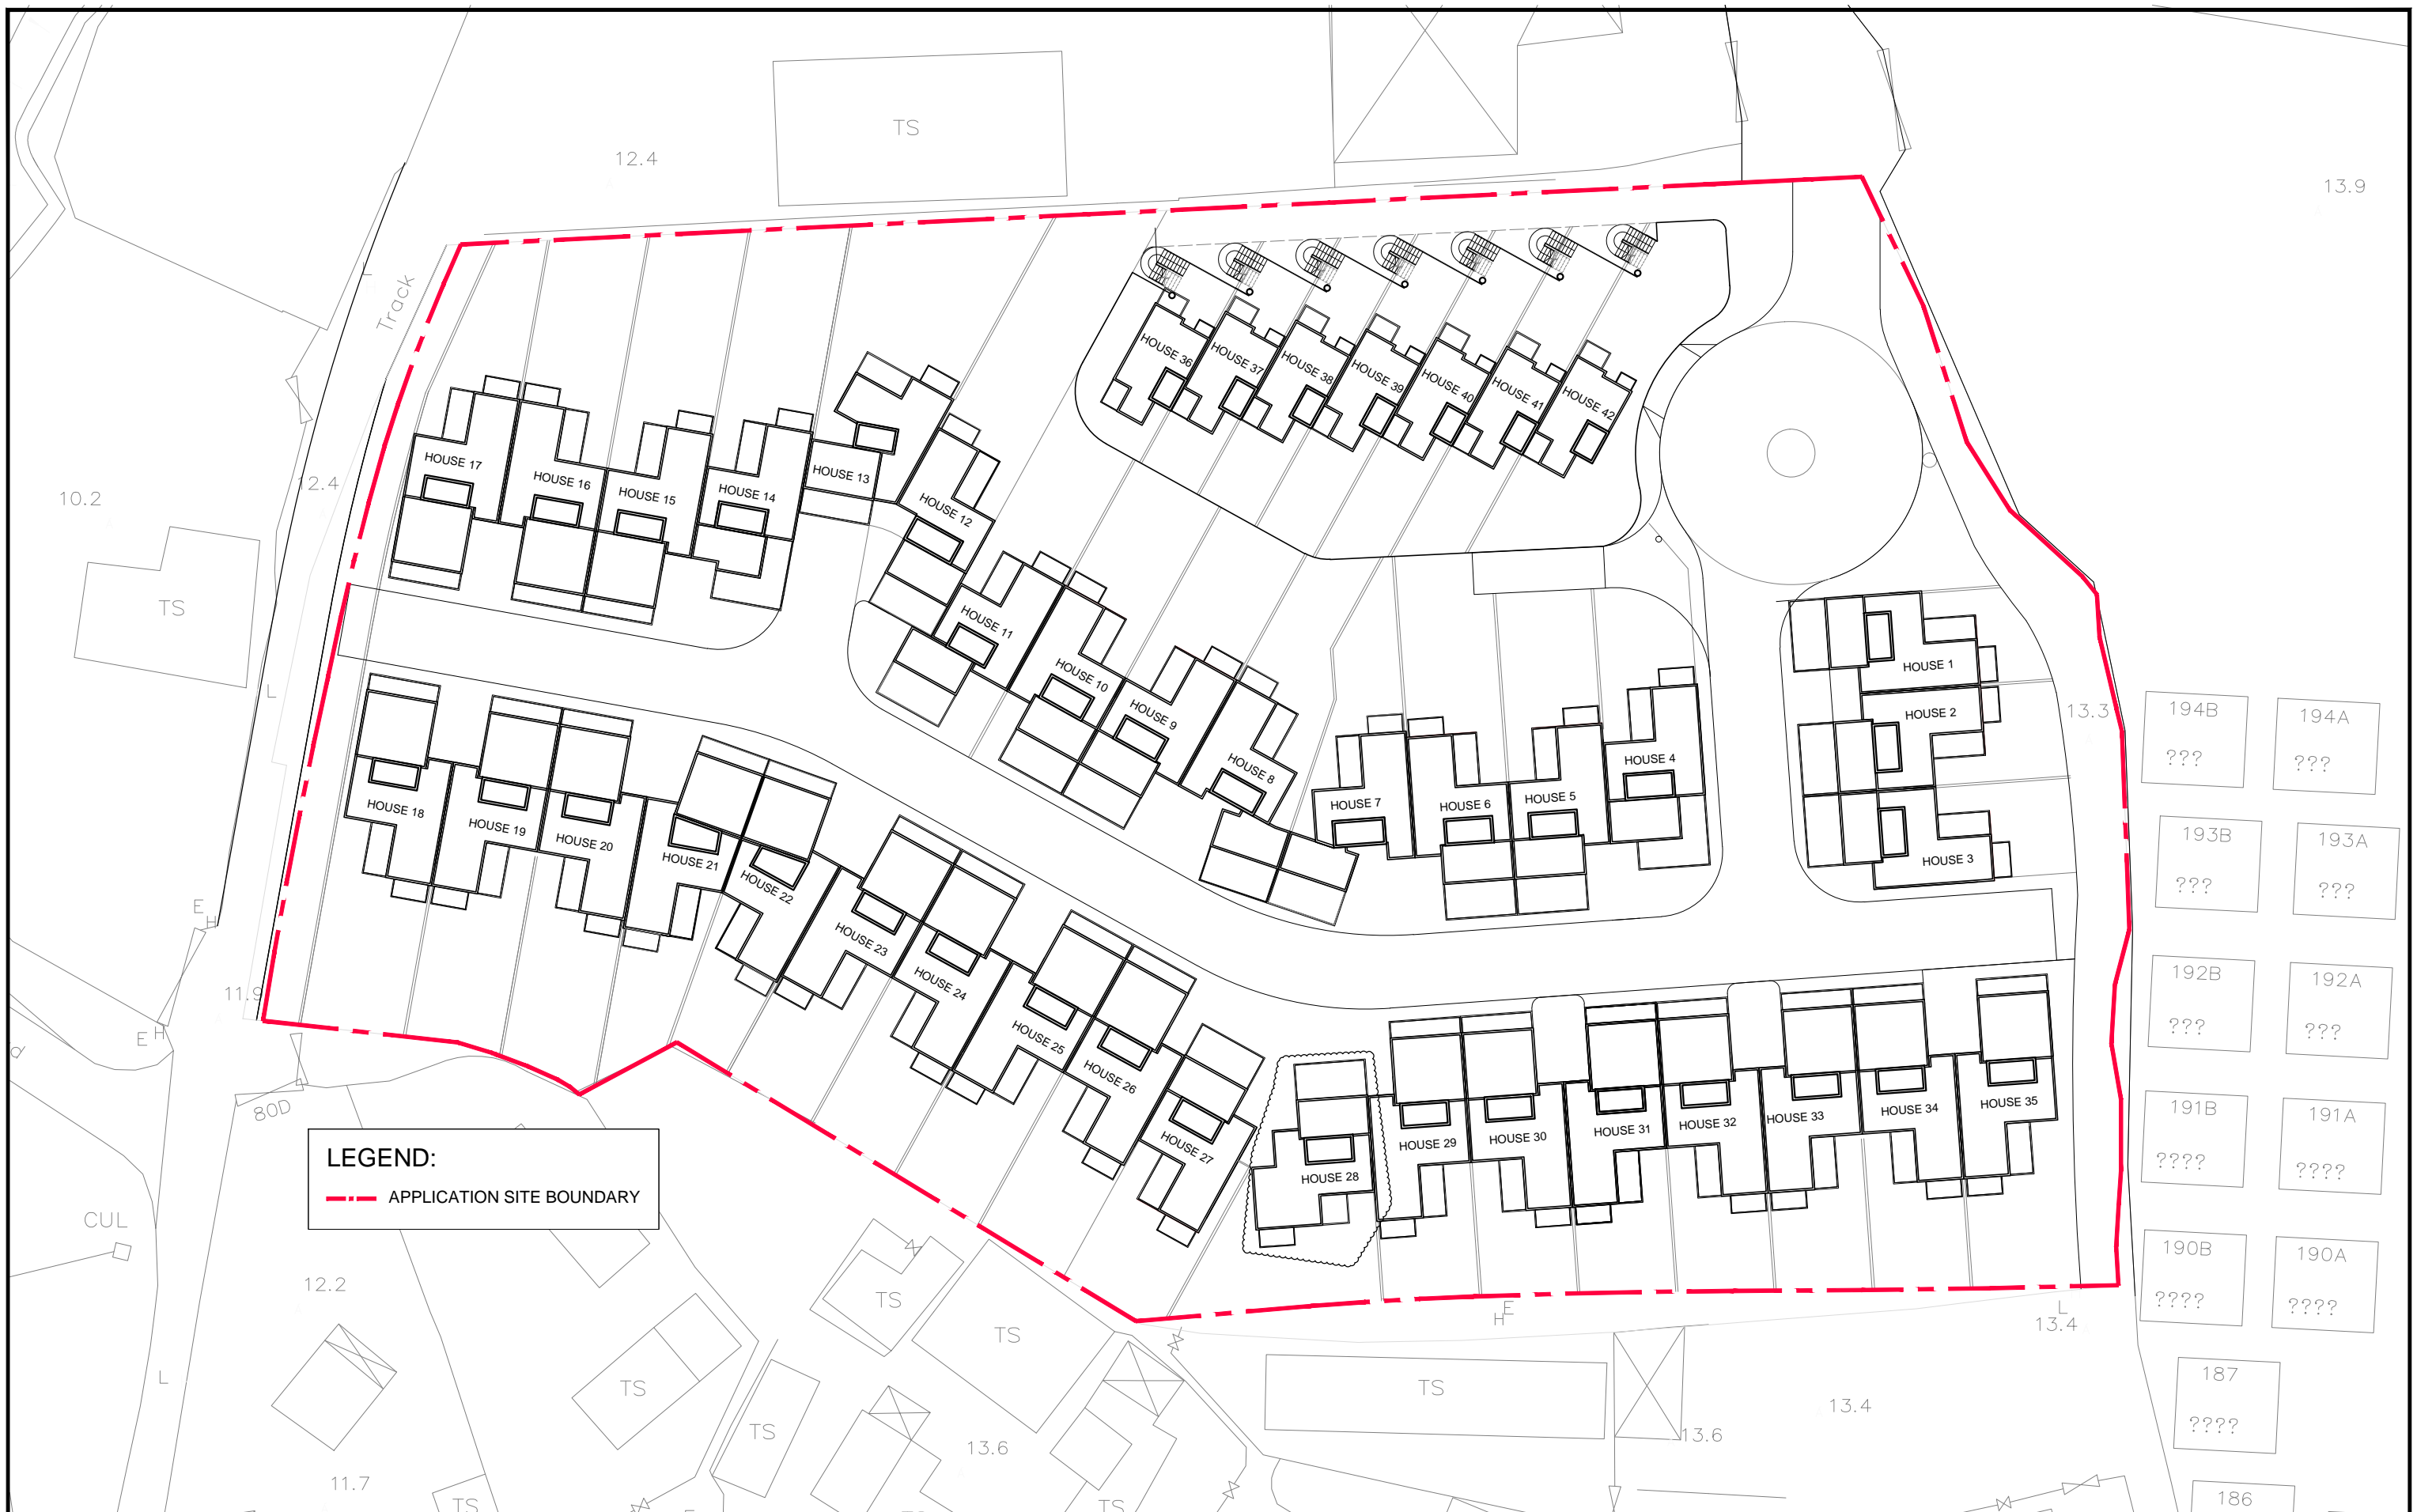 TS
12.4
13.9
Track
HOUSE 36
HOUSE 37
HOUSE 38
HOUSE 39
HOUSE 40
HOUSE 41
HOUSE 42
HOUSE 17
HOUSE 16
HOUSE 15
HOUSE 14
HOUSE 13
HOUSE 12
10.2
12.4
TS
L
HOUSE 11
HOUSE 10
HOUSE 9
HOUSE 8
HOUSE 7
HOUSE 6
HOUSE 5
HOUSE 4
HOUSE 1
HOUSE 2
HOUSE 3
13.3
194B
???
194A
???
193B
???
193A
???
192B
???
192A
???
191B
????
191A
????
190B
????
190A
????
187
????
186
HOUSE 18
HOUSE 19
HOUSE 20
HOUSE 21
HOUSE 22
HOUSE 23
HOUSE 24
HOUSE 25
HOUSE 26
HOUSE 27
HOUSE 28
HOUSE 29
HOUSE 30
HOUSE 31
HOUSE 32
HOUSE 33
HOUSE 34
HOUSE 35
E
H
11.9
E H
80D
LEGEND:
APPLICATION SITE BOUNDARY
CUL
12.2
L
11.7
TS
TS
TS
TS
TS
13.6
TS
TS
H E
L
13.4
13.4
13.6